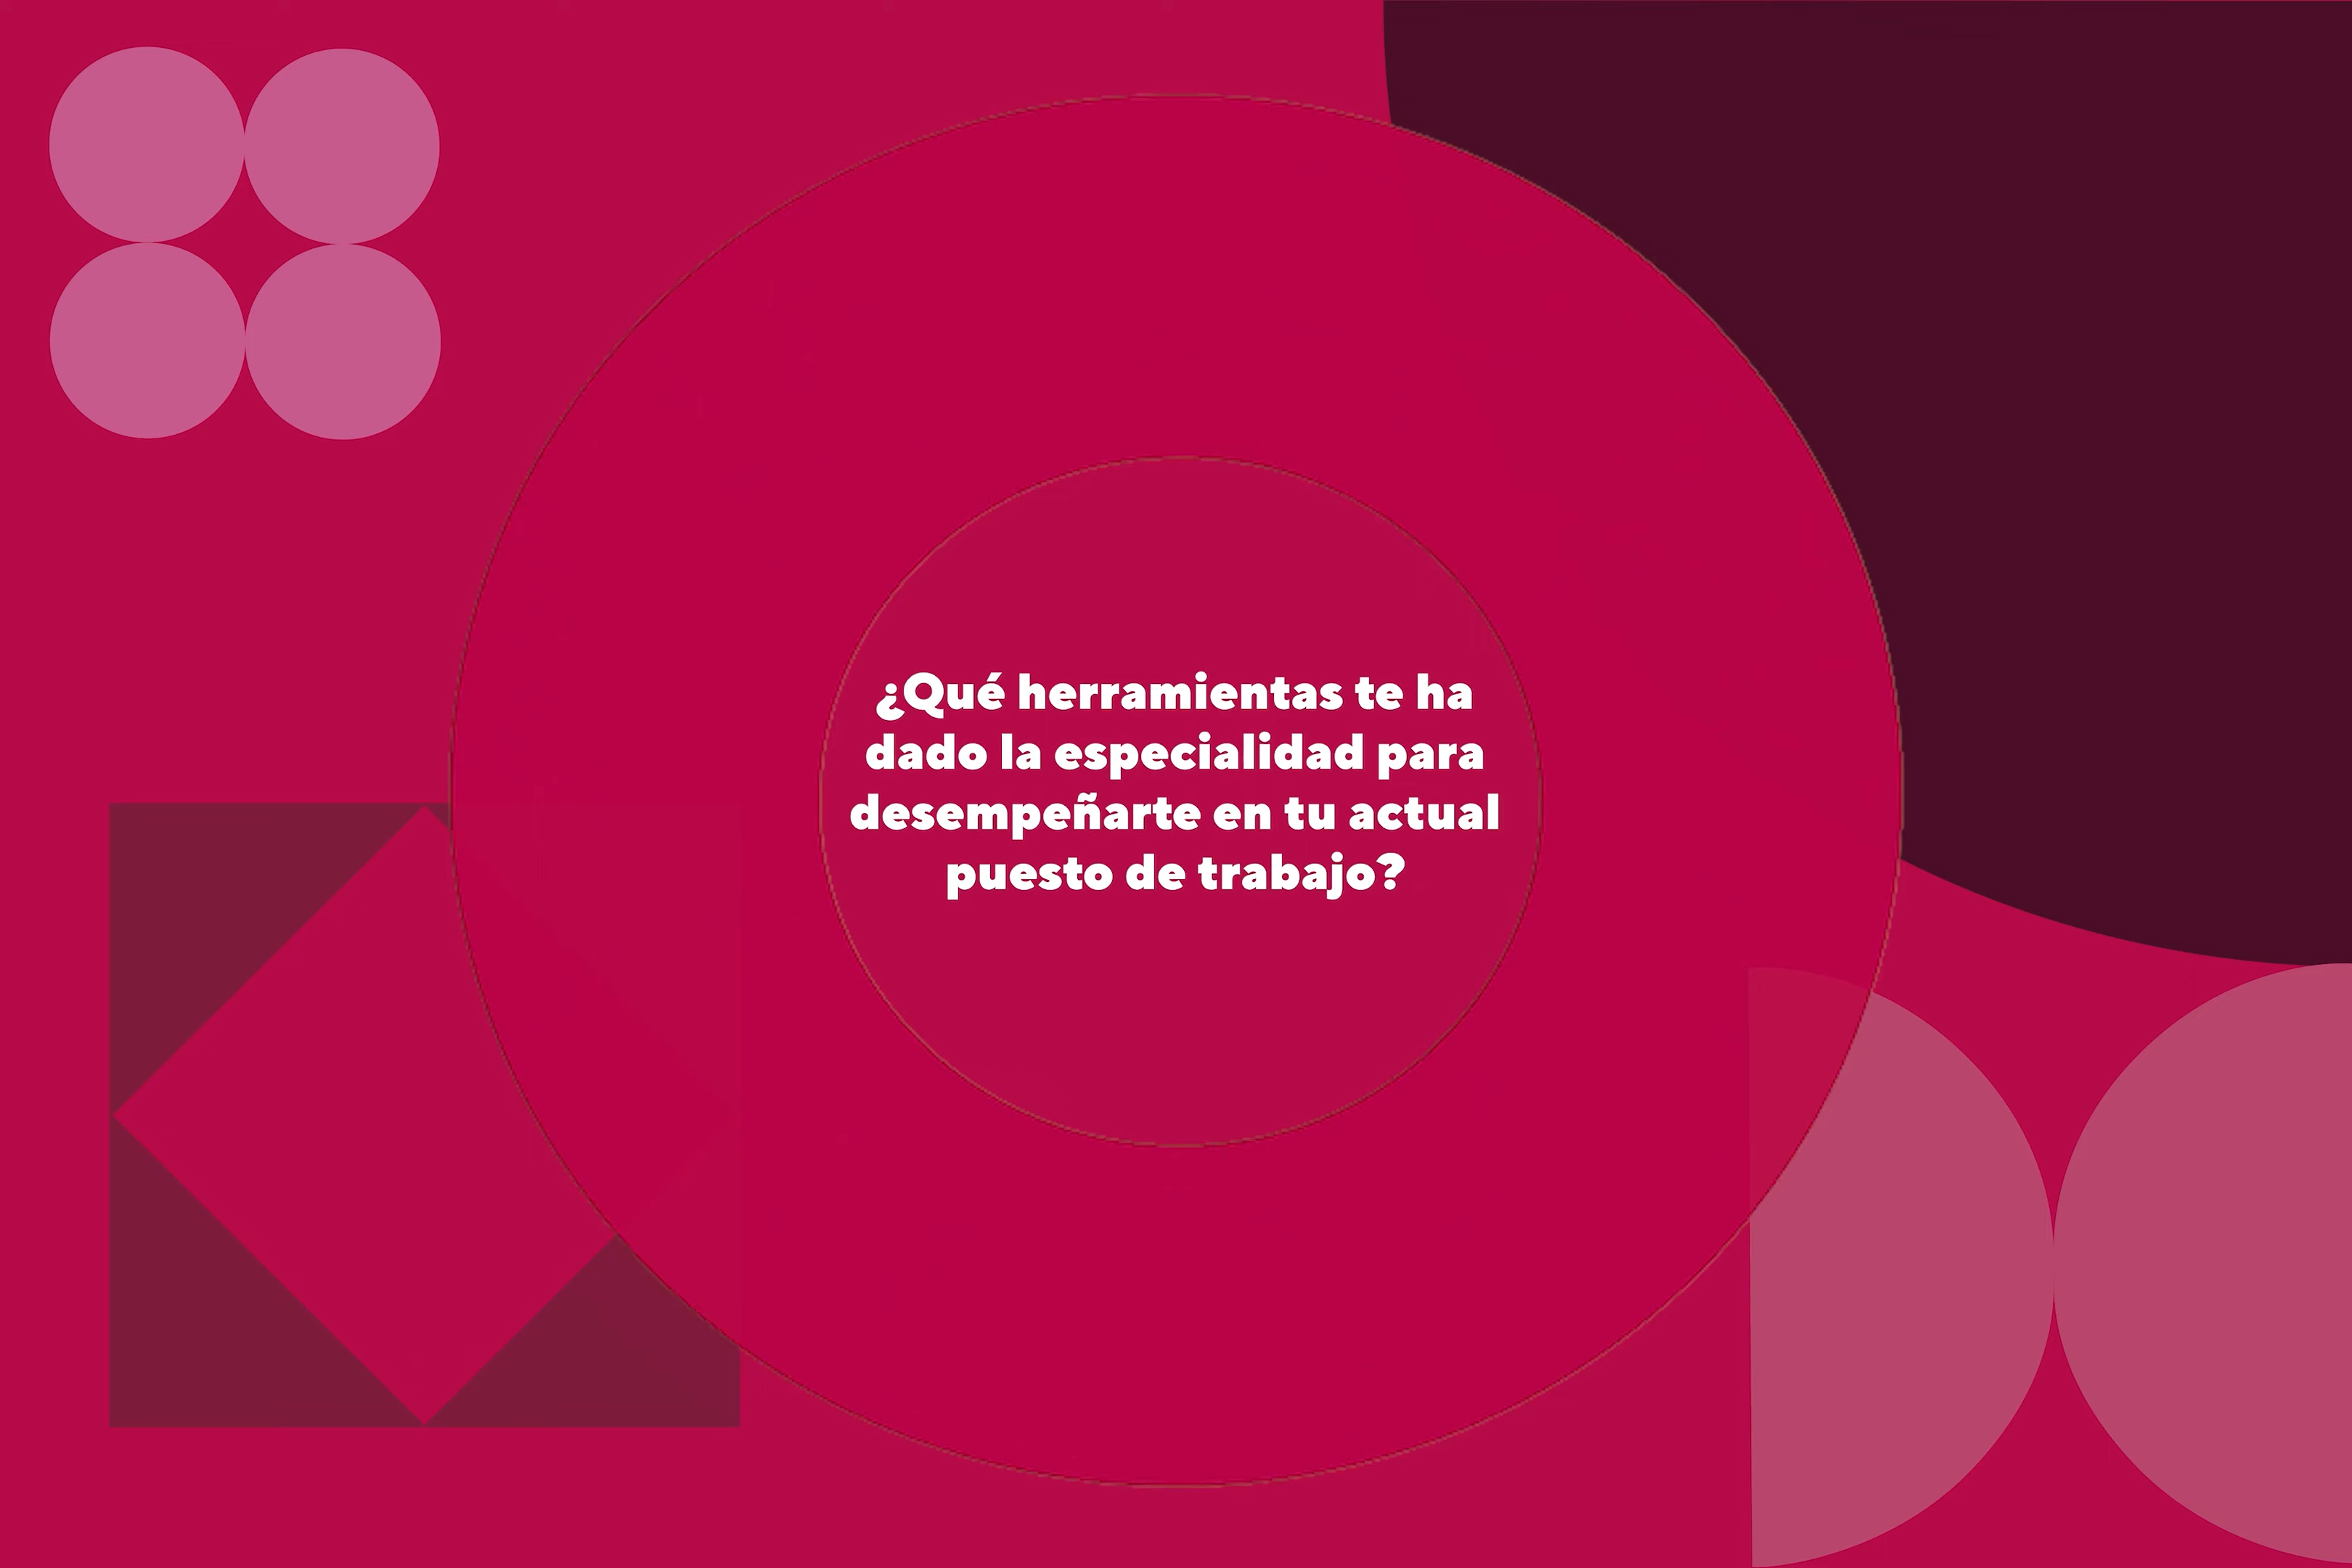 ¿Qué herramientas te ha
dado la especialidad para
desempeñarte en tu actual
puesto de trabajo?